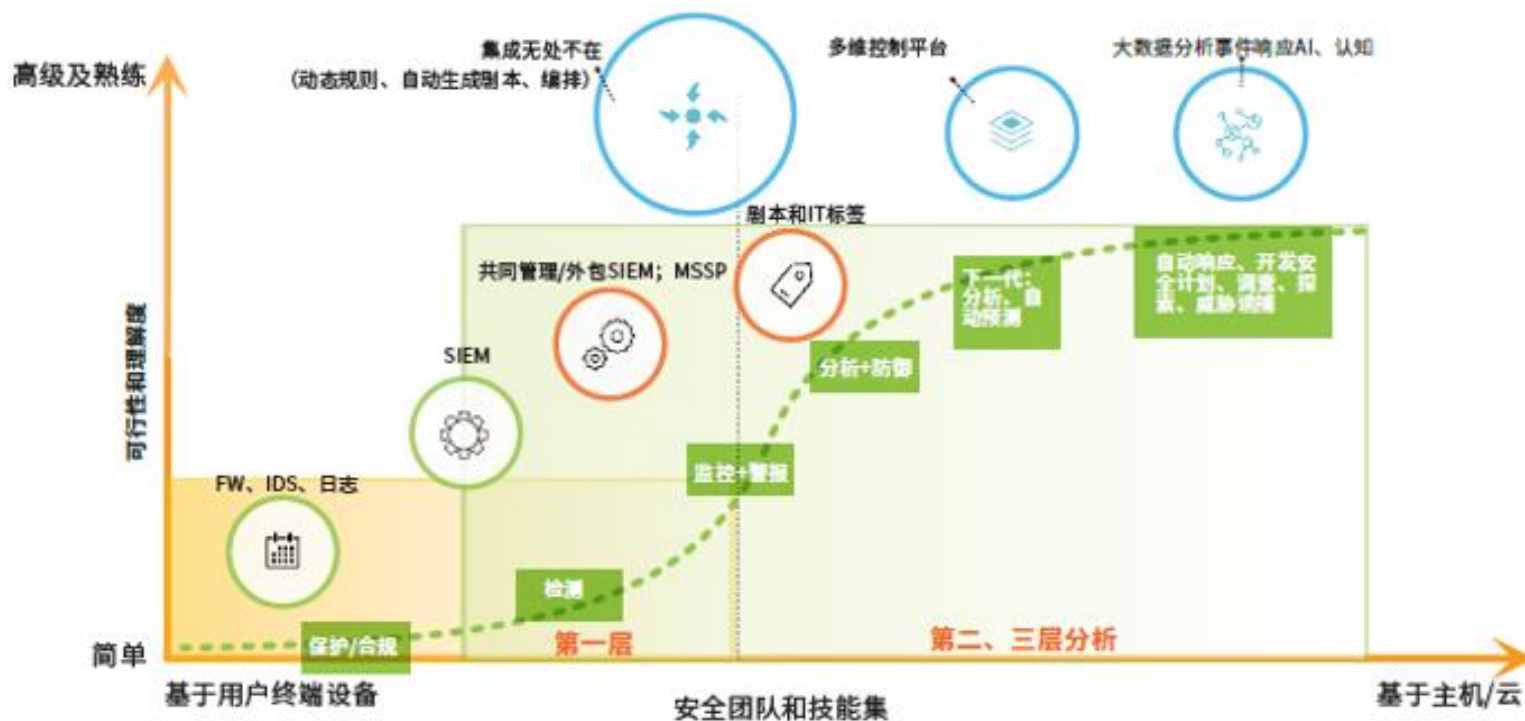 集成无处不在
（动态规则、自动生成剧本、编排）
多维控制平台
大数据分析事件响应AI、认知
高级及熟练
剧本和IT标签
共同管理/外包SIEM；MSSP
下一代：
分析、自
动预测
自动响应、开发安
全计划、调查、探
索、威胁诱捕
可行性和理解度
SIEM
分析+防御
监控+警报
FW、IDS、日志
检测
保护/合规
第一层
第二、三层分析
简单
基于用户终端设备
安全团队和技能集
基于主机/云